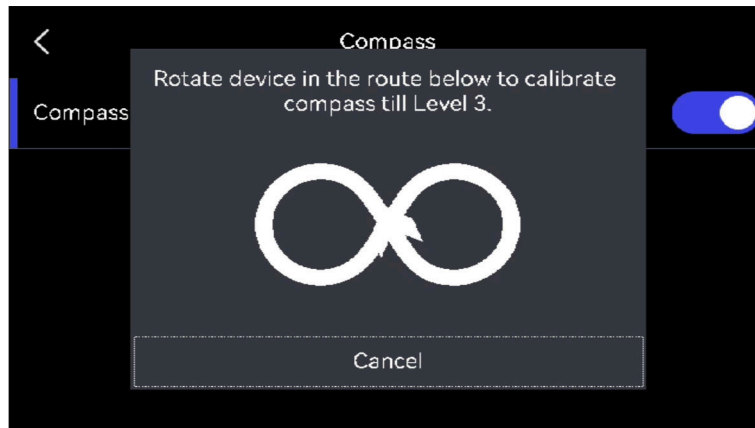 Compass
Rotate device in the route below to calibrate
compass till Level 3.
Compass
Cancel